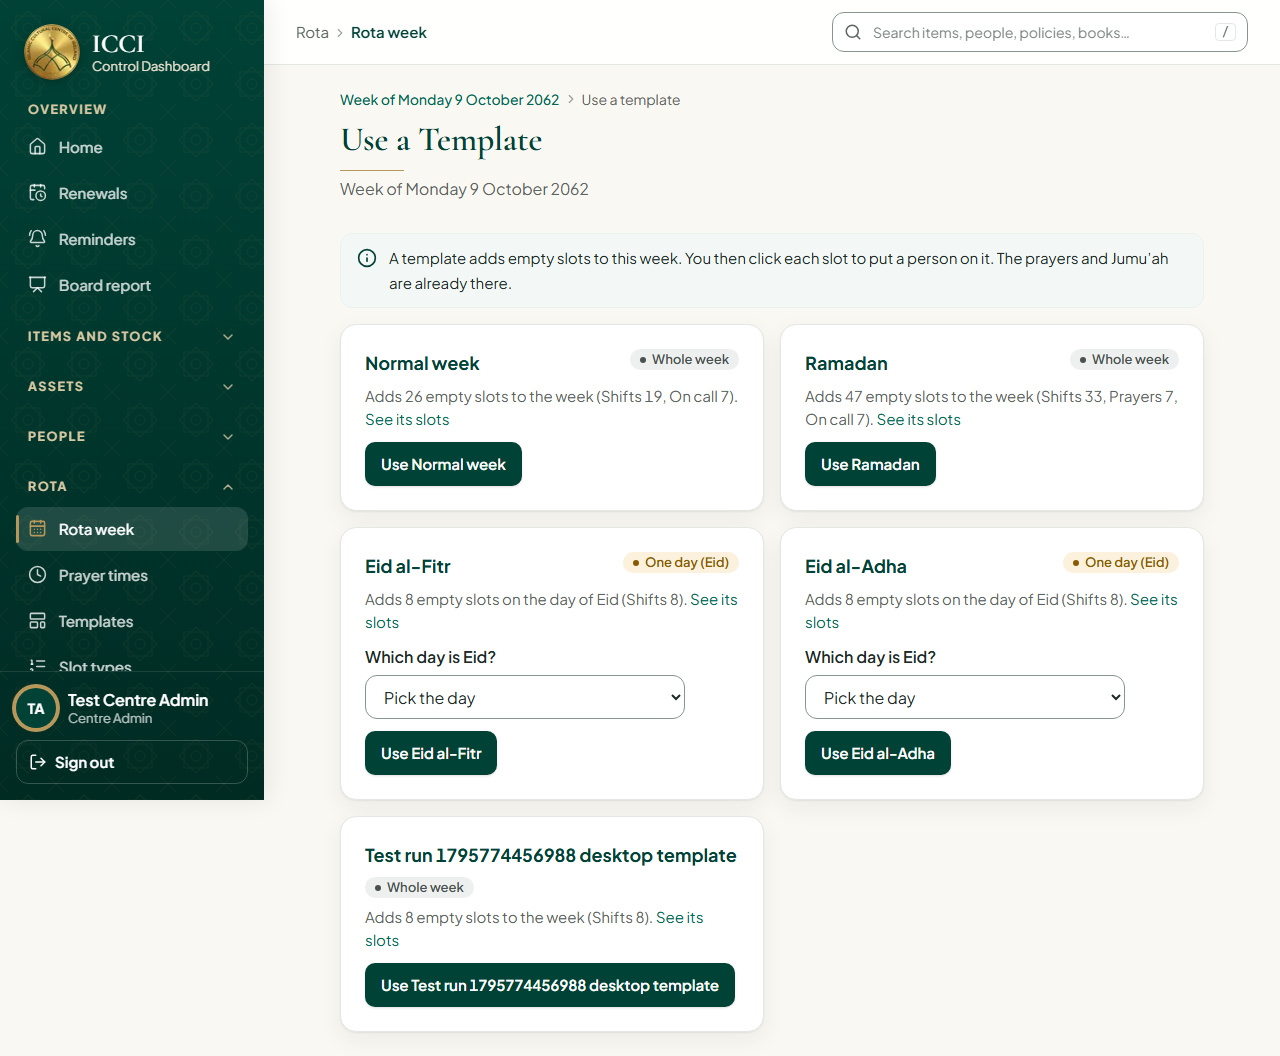 ICCI
Control Dashboard
OVERVIEW
Home
Renewals
Reminders
Board report
ITEMS AND STOCK
ASSETS
PEOPLE
ROTA
Rota week
Prayer times
Templates
Slot types
TA
Test Centre Admin
Centre Admin
Sign out
Rota > Rota week
Search items, people, policies, books…
/
Week of Monday 9 October 2062 > Use a template
Use a Template
Week of Monday 9 October 2062
A template adds empty slots to this week. You then click each slot to put a person on it. The prayers and Jumu’ah
are already there.
Normal week
Whole week
Adds 26 empty slots to the week (Shifts 19, On call 7).
See its slots
Use Normal week
Ramadan
Whole week
Adds 47 empty slots to the week (Shifts 33, Prayers 7,
On call 7). See its slots
Use Ramadan
Eid al-Fitr
One day (Eid)
Adds 8 empty slots on the day of Eid (Shifts 8). See its
slots
Which day is Eid?
Pick the day
Use Eid al-Fitr
Eid al-Adha
One day (Eid)
Adds 8 empty slots on the day of Eid (Shifts 8). See its
slots
Which day is Eid?
Pick the day
Use Eid al-Adha
Test run 1795774456988 desktop template
Whole week
Adds 8 empty slots to the week (Shifts 8). See its
slots
Use Test run 1795774456988 desktop template